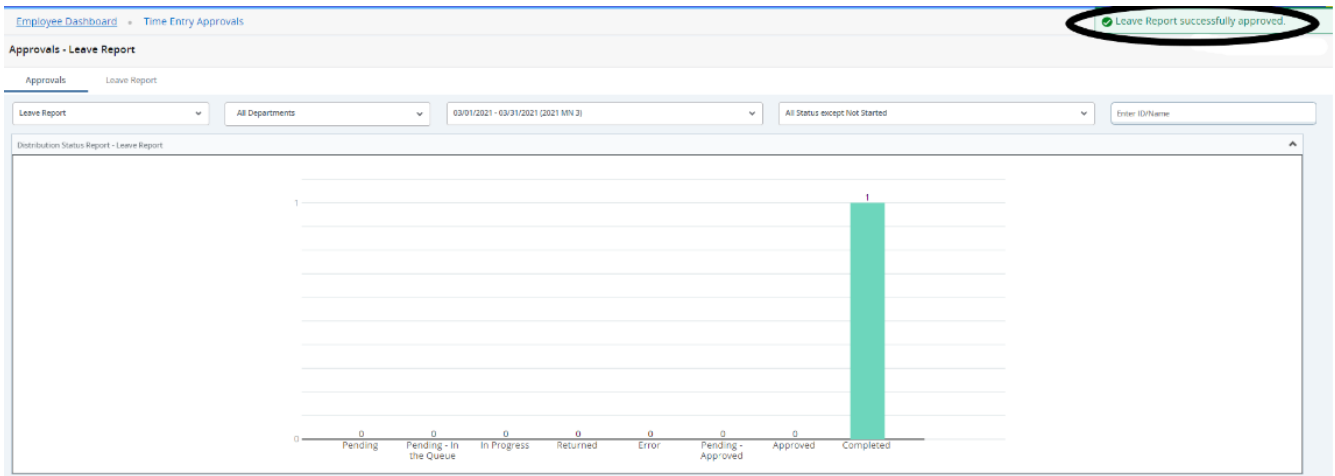 Employee Dashboard • Time Entry Approvals
Leave Report successfully approved.
Approvals - Leave Report
Approvals Leave Report
Leave Report All Departments 03/01/2021 - 03/31/2021 (2021 MN 3) All Status except Not Started Enter ID/Name
Distribution Status Report - Leave Report
1
1
0
0 0 0 0 0 0 0
Pending Pending - In the Queue In Progress Returned Error Pending - Approved Approved Completed